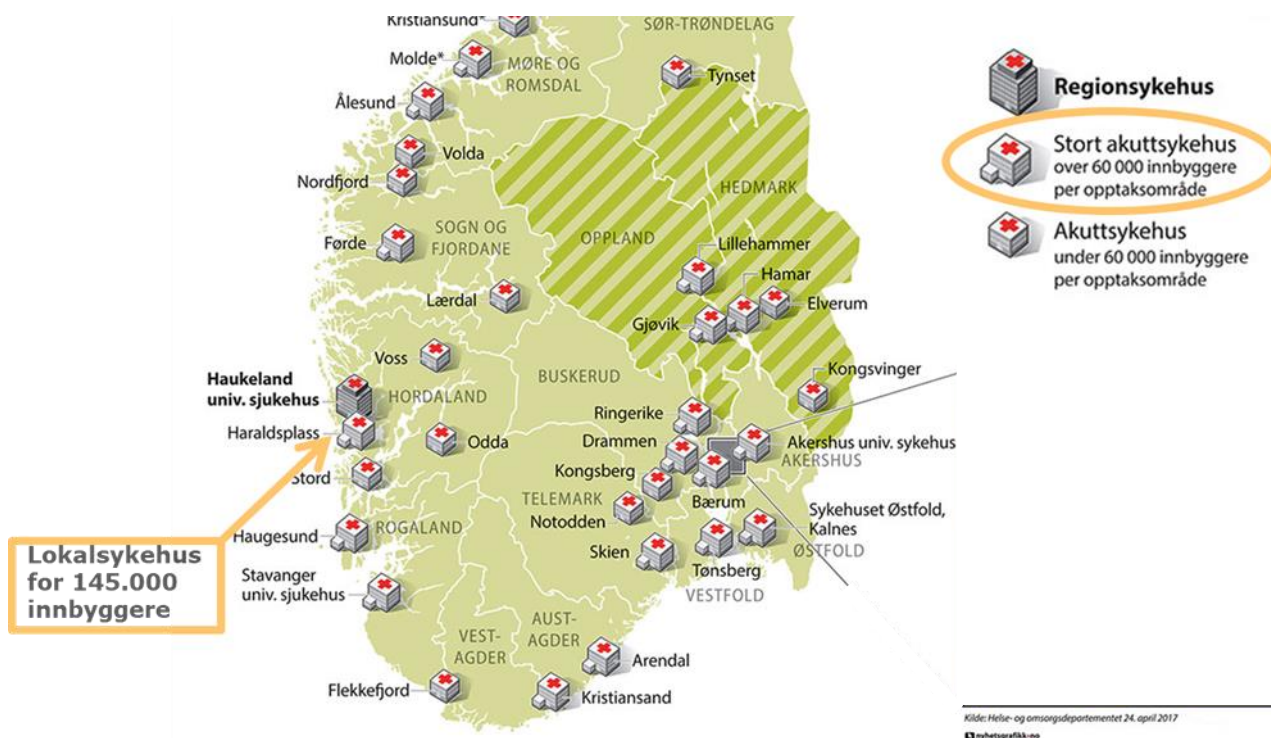 Kristiansund*
SØR-TRØNDELAG
Molde*
MØRE OG
ROMSDAL
Tynset
Ålesund
Volda
Nordfjord
HEDMARK
Førde
SOGN OG
FJORDANE
OPPLAND
Lillehammer
Hamar
Lærdal
Elverum
Gjøvik
Voss
BUSKERUD
Kongsvinger
Haukeland
univ. sjukehus
HORDALAND
Ringerike
Haraldsplass
Odda
Drammen
Akershus univ. sykehus
AKERSHUS
Stord
Kongsberg
TELEMARK
Bærum
Notodden
Sykehuset Østfold,
Kalnes
Haugesund
ROGALAND
Skien
ØSTFOLD
Tønsberg
VESTFOLD
Stavanger
univ. sjukehus
AUST-
AGDER
VEST-
AGDER
Arendal
Flekkefjord
Kristiansand
Lokalsykehus
for 145.000
innbyggere
Regionsykehus
Stort akuttsykehus
over 60 000 innbyggere
per opptaksområde
Akuttsykehus
under 60 000 innbyggere
per opptaksområde
Kilde: Helse- og omsorgsdepartementet 24. april 2017
nyhetsgrafikk.no